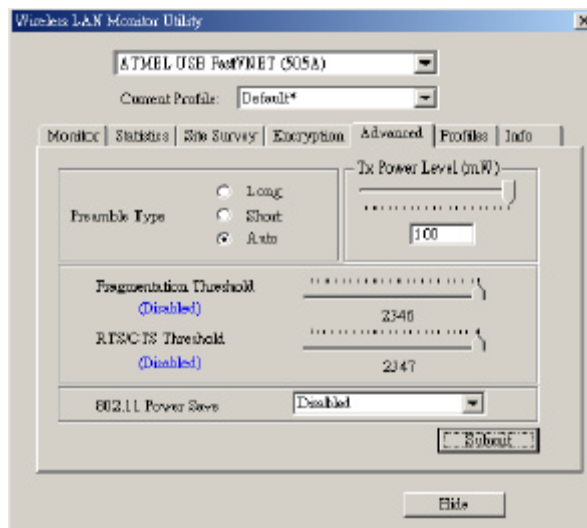 Wireless LAN Monitor Utility
ATMEL USB FastVNET (505A)
Current Profile: Default*
Monitor Statistics Site Survey Encryption Advanced Profiles Info
Tx Power Level (mW)
Preamble Type
Long
Short
Auto
100
Fragmentation Threshold
(Disabled)
2346
RTS/CTS Threshold
(Disabled)
2347
802.11 Power Save Disabled
Submit
Hide